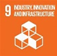 9 INDUSTRY, INNOVATION
AND INFRASTRUCTURE